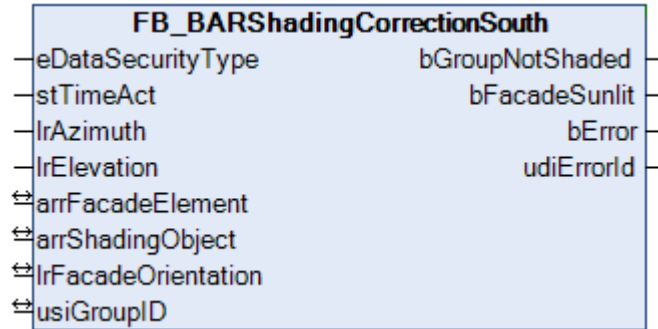 FB_BARShadingCorrectionSouth
eDataSecurityType bGroupNotShaded
stTimeAct bFacadeSunlit
lrAzimuth bError
lrElevation udiErrorId
arrFacadeElement
arrShadingObject
lrFacadeOrientation
usiGroupID